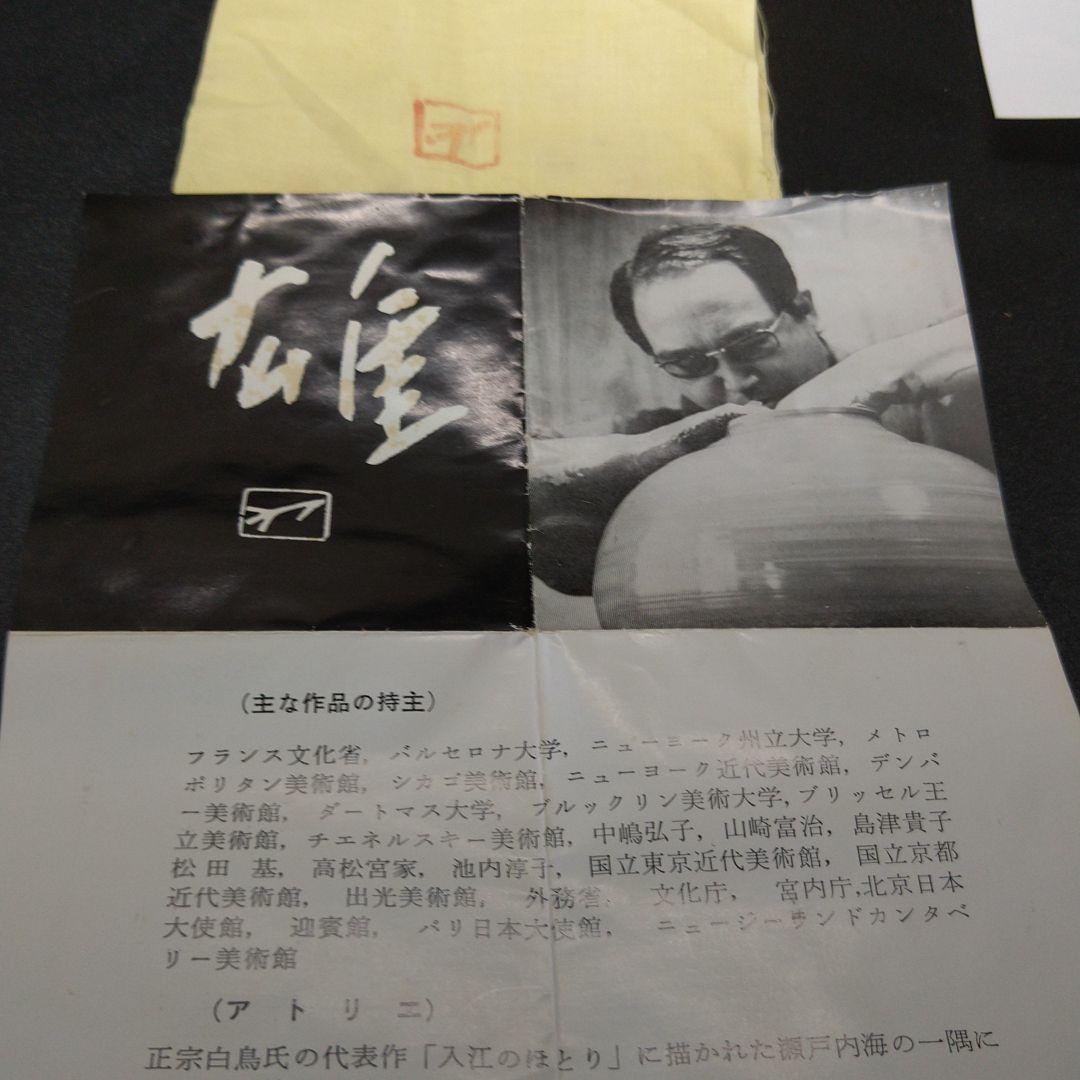 雄
(主な作品の持主)
フランス文化省, バルセロナ大学, ニューヨーク州立大学, メトロ
ポリタン美術館, シカゴ美術館, ニューヨーク近代美術館, デンバ
ー美術館, ダートマス大学, ブルックリン美術大学, ブリッセル王
立美術館, チエネルスキー美術館, 中嶋弘子, 山崎富治, 島津貴子
松田 基, 高松宮家, 池内淳子, 国立東京近代美術館, 国立京都
近代美術館, 出光美術館, 外務省, 文化庁, 宮内庁, 北京日本
大使館, 迎賓館, パリ日本大使館, ニュージーランドカンタベ
リー美術館
(アトリエ)
正宗白鳥氏の代表作「入江のほとり」に描かれた瀬戸内海の一隅に